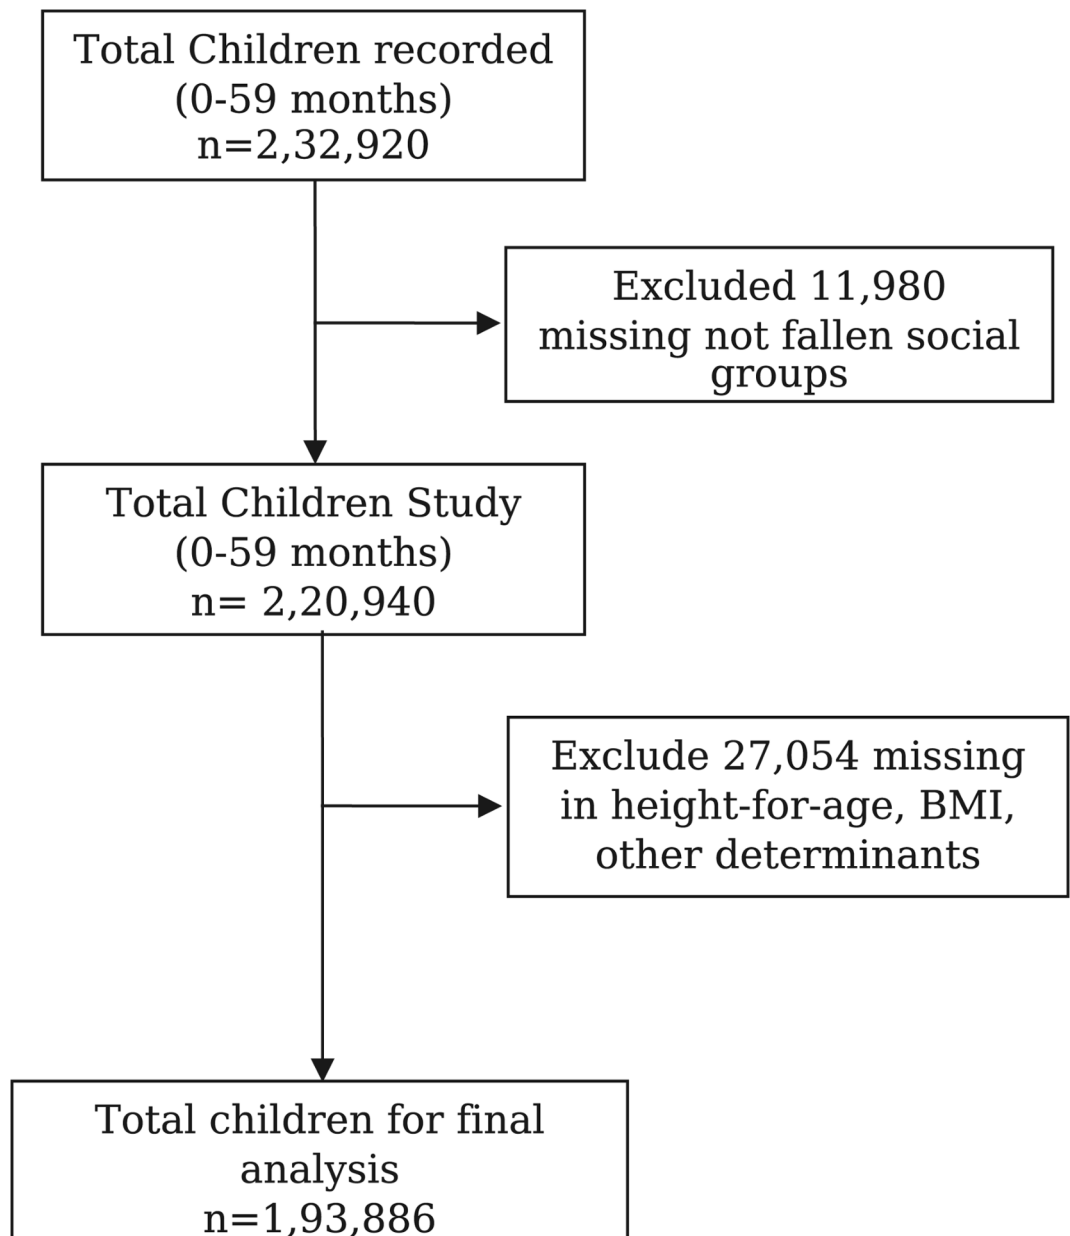 Total Children recorded
(0-59 months)
n=2,32,920
Excluded 11,980
missing not fallen social
groups
Total Children Study
(0-59 months)
n= 2,20,940
Exclude 27,054 missing
in height-for-age, BMI,
other determinants
Total children for final
analysis
n=1,93,886